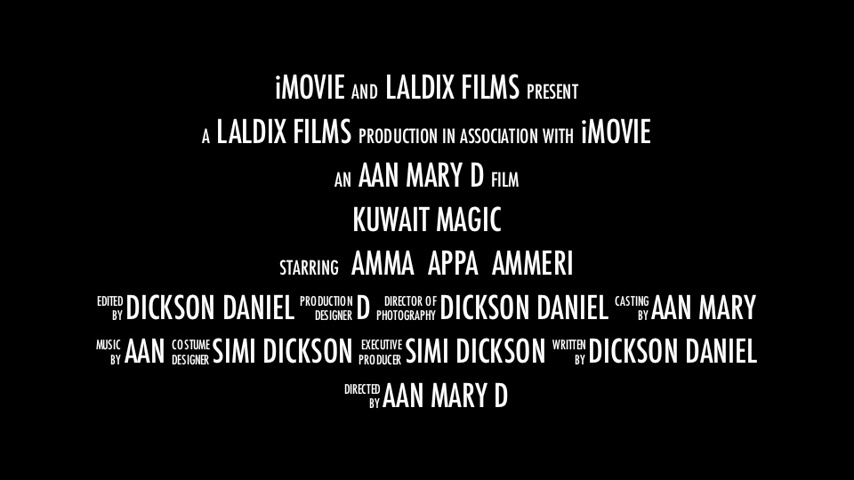 iMOVIE AND LALDIX FILMS PRESENT
A LALDIX FILMS PRODUCTION IN ASSOCIATION WITH iMOVIE
AN AAN MARY D FILM
KUWAIT MAGIC
STARRING AMMA APPA AMMERI
EDITED BY DICKSON DANIEL PRODUCTION DESIGNER D DIRECTOR OF PHOTOGRAPHY DICKSON DANIEL CASTING BY AAN MARY
MUSIC BY AAN COSTUME DESIGNER SIMI DICKSON EXECUTIVE PRODUCER SIMI DICKSON WRITTEN BY DICKSON DANIEL
DIRECTED BY AAN MARY D